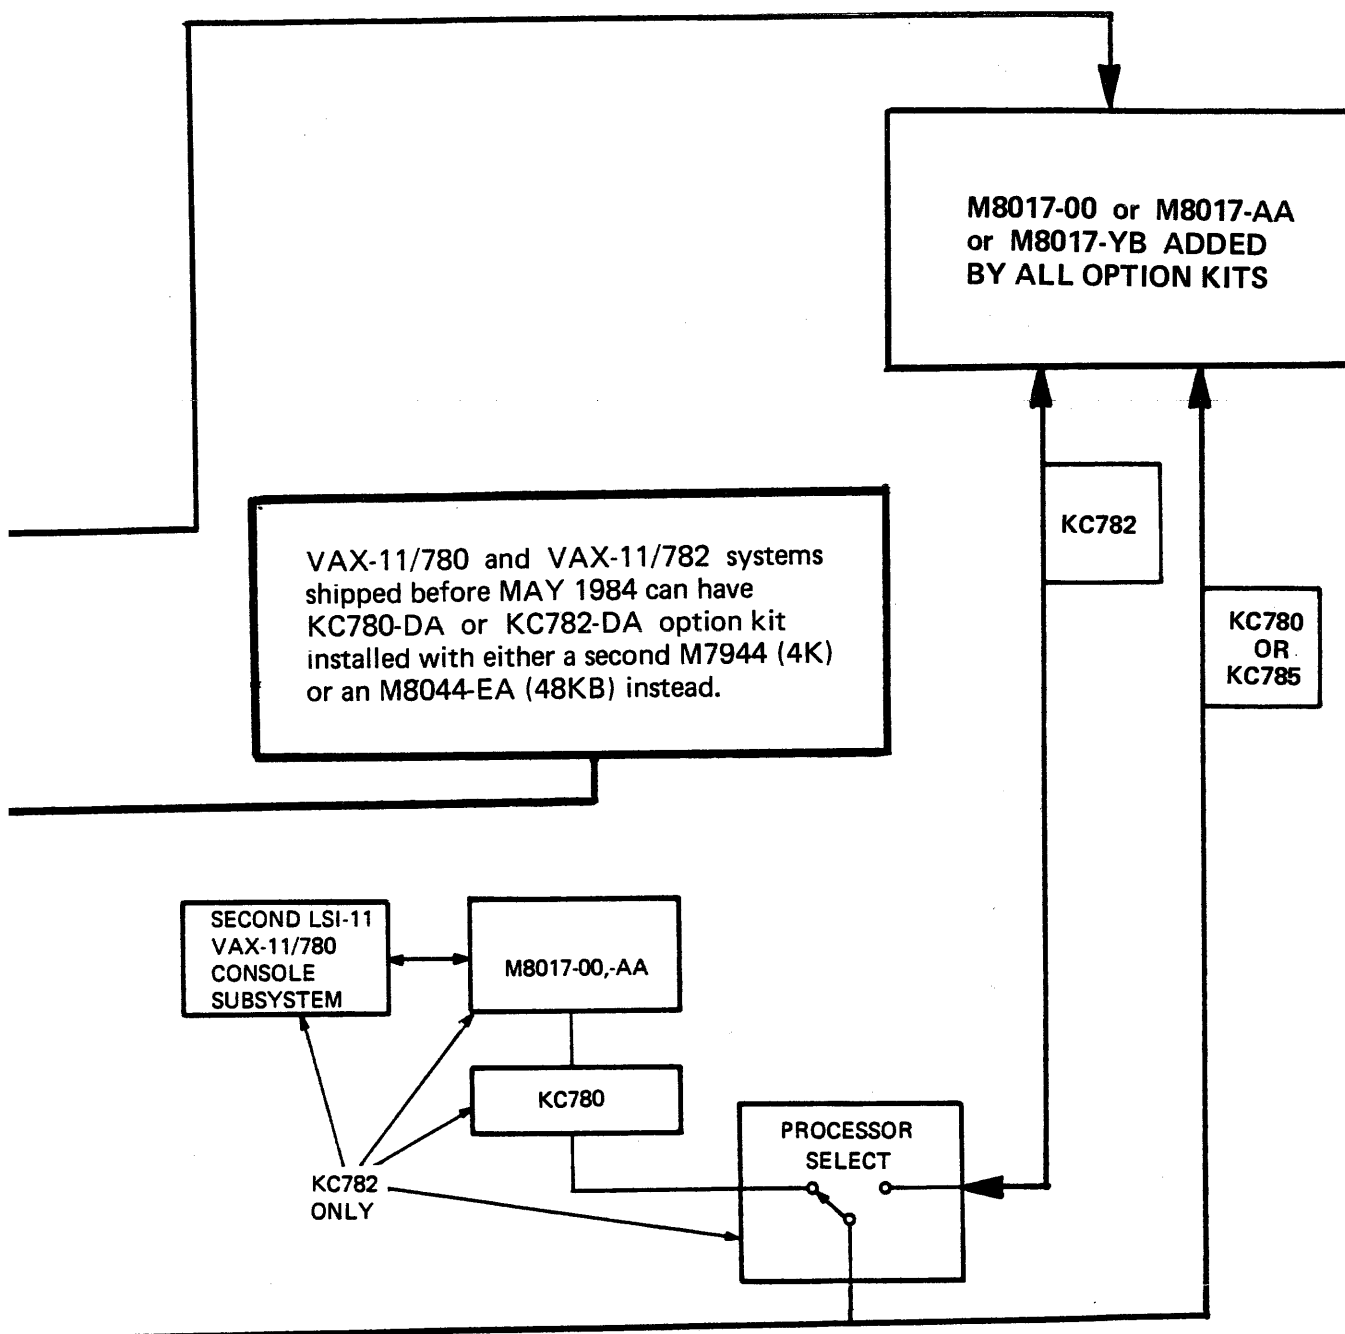 M8017-00 or M8017-AA
or M8017-YB ADDED
BY ALL OPTION KITS
KC782
VAX-11/780 and VAX-11/782 systems
shipped before MAY 1984 can have
KC780-DA or KC782-DA option kit
installed with either a second M7944 (4K)
or an M8044-EA (48KB) instead.
KC780
OR
KC785
SECOND LSI-11
VAX-11/780
CONSOLE
SUBSYSTEM
M8017-00,-AA
KC780
PROCESSOR
SELECT
KC782
ONLY